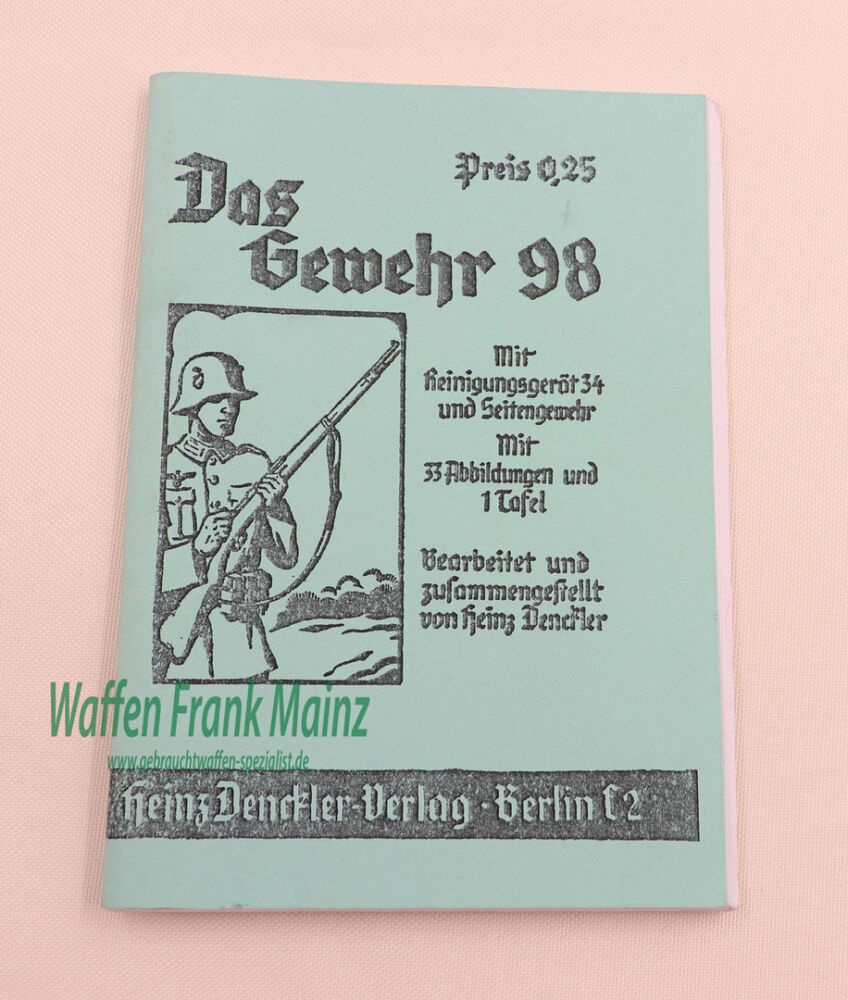 Das
Gewehr 98
Preis 0,25
Mit
Reinigungsgerät 34
und Seitengewehr
Mit
33 Abbildungen und
1 Tafel
Bearbeitet und
zusammengestellt
von Heinz Denckler
Waffen Frank Mainz
www.gebrauchtwaffen-spezialist.de
Heinz Denckler-Verlag · Berlin C 2